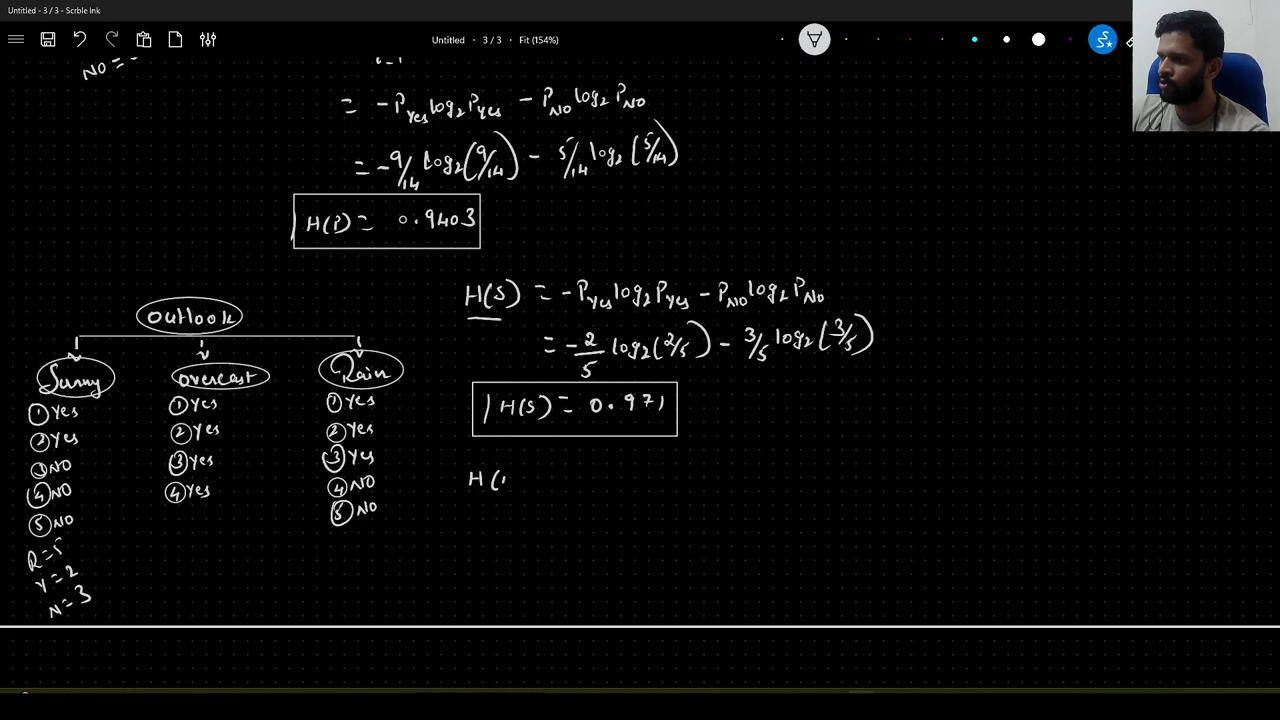 Untitled - 3 / 3 - Scrble Ink
Untitled • 3 / 3 • Fit (154%)
NO =
= -P_Yes log₂ P_Yes - P_NO log₂ P_NO
= -9/14 log₂(9/14) - 5/14 log₂(5/14)
H(P) = 0.9403
H(S) = -P_Yes log₂ P_Yes - P_NO log₂ P_NO
= -2/5 log₂(2/5) - 3/5 log₂(3/5)
H(S) = 0.971
H(
outlook
Sunny
① Yes
② Yes
③ NO
④ NO
⑤ NO
R = 5
Y = 2
N = 3
overcast
① Yes
② Yes
③ Yes
④ Yes
Rain
① Yes
② Yes
③ Yes
④ NO
⑤ NO